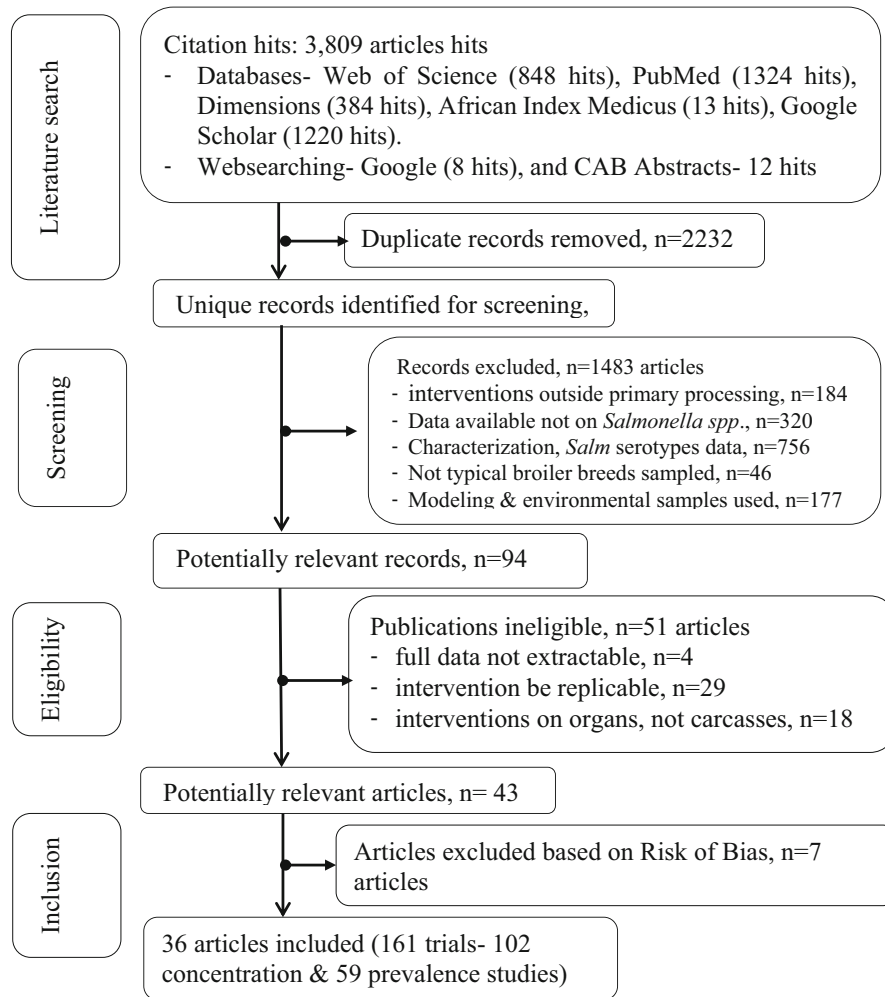 Literature search
Citation hits: 3,809 articles hits
- Databases- Web of Science (848 hits), PubMed (1324 hits),
Dimensions (384 hits), African Index Medicus (13 hits), Google
Scholar (1220 hits).
- Websearching- Google (8 hits), and CAB Abstracts- 12 hits
Duplicate records removed, n=2232
Unique records identified for screening,
Screening
Records excluded, n=1483 articles
- interventions outside primary processing, n=184
- Data available not on Salmonella spp., n=320
- Characterization, Salm serotypes data, n=756
- Not typical broiler breeds sampled, n=46
- Modeling & environmental samples used, n=177
Potentially relevant records, n=94
Eligibility
Publications ineligible, n=51 articles
- full data not extractable, n=4
- intervention be replicable, n=29
- interventions on organs, not carcasses, n=18
Potentially relevant articles, n= 43
Inclusion
Articles excluded based on Risk of Bias, n=7
articles
36 articles included (161 trials- 102
concentration & 59 prevalence studies)